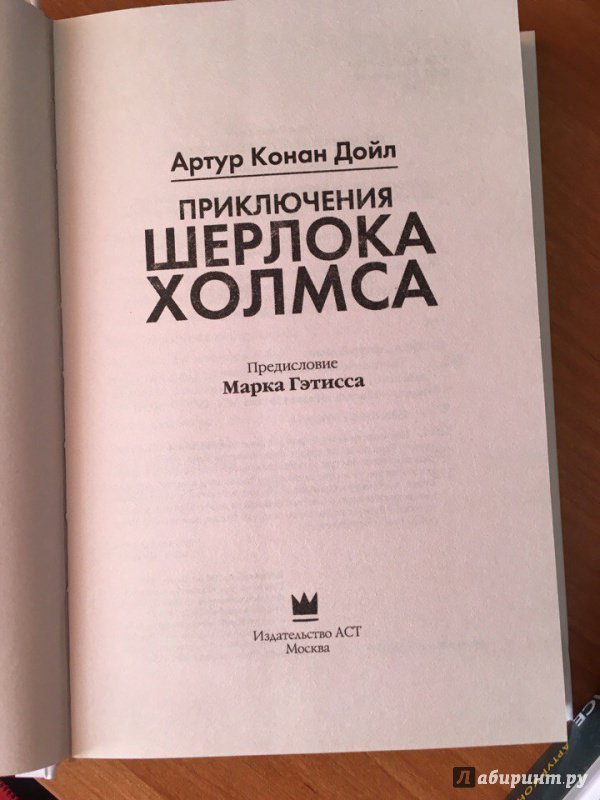 Артур Конан Дойл
ПРИКЛЮЧЕНИЯ
ШЕРЛОКА
ХОЛМСА
Предисловие
Марка Гэтисса
Издательство АСТ
Москва
лабиринт.ру